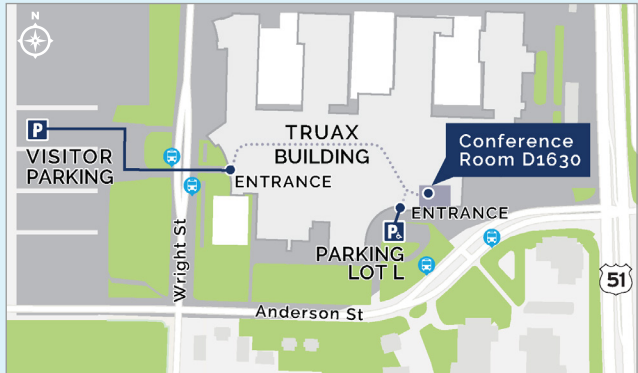 N
P
VISITOR
PARKING
TRUAX
BUILDING
Conference
Room D1630
ENTRANCE
ENTRANCE
P
PARKING
LOT L
Wright St
Anderson St
51